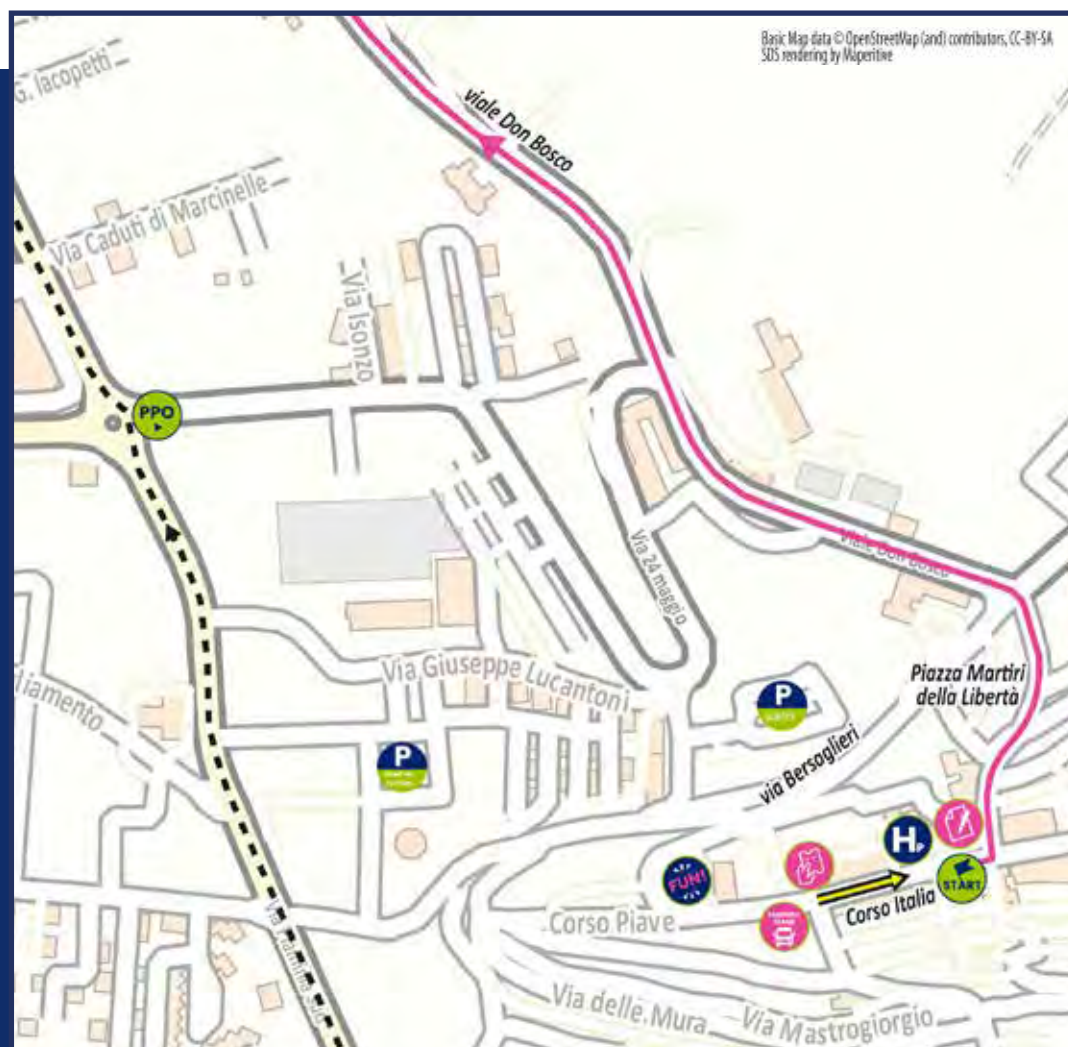 Basic Map data © OpenStreetMap (and) contributors, CC-BY-SA
SDS rendering by Maperitive
G. Iacopetti
viale Don Bosco
Via Caduti di Marcinelle
Via Isonzo
PPO
Via 24 maggio
Viale Don Bosco
Via Giuseppe Lucantoni
Piazza Martiri
della Libertà
P
P
via Bersaglieri
HP
FUN!
START
Corso Italia
Corso Piave
Via delle Mura
Via Mastrogiorgio